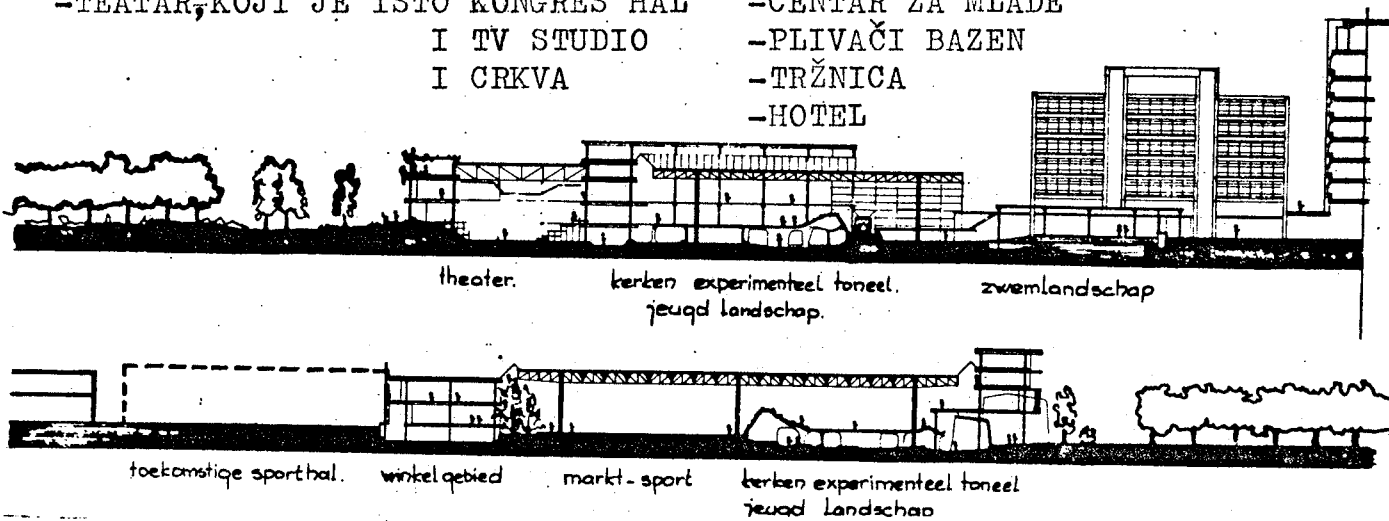 -TEATAR, KOJI JE ISTO KONGRES HAL
I TV STUDIO
I CRKVA
-CENTAR ZA MLADE
-PLIVAČI BAZEN
-TRŽNICA
-HOTEL
theater.
kerken experimenteel toneel.
jeugd landschap.
zwemlandschap
toekomstige sporthal.
winkelgebied
markt-sport
kerken experimenteel toneel
jeugd landschap